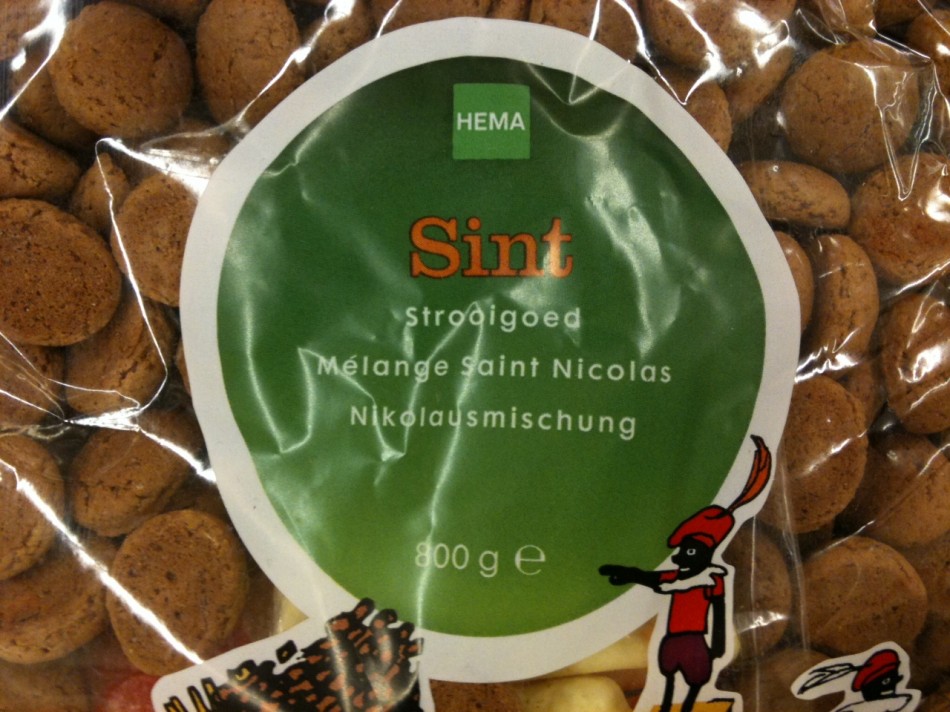 HEMA
Sint
Strooigoed
Mélange Saint Nicolas
Nikolausmischung
800 g ℮